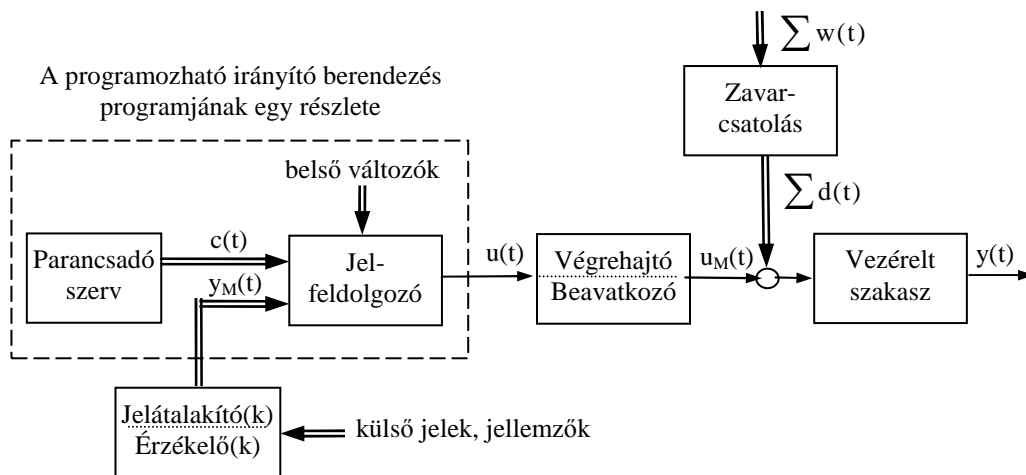 A programozható irányító berendezés
programjának egy részlete
∑ w(t)
Zavar-
csatolás
∑ d(t)
belső változók
Parancsadó
szerv
c(t)
yM(t)
Jel-
feldolgozó
u(t)
Végrehajtó
Beavatkozó
uM(t)
Vezérelt
szakasz
y(t)
Jelátalakító(k)
Érzékelő(k)
külső jelek, jellemzők